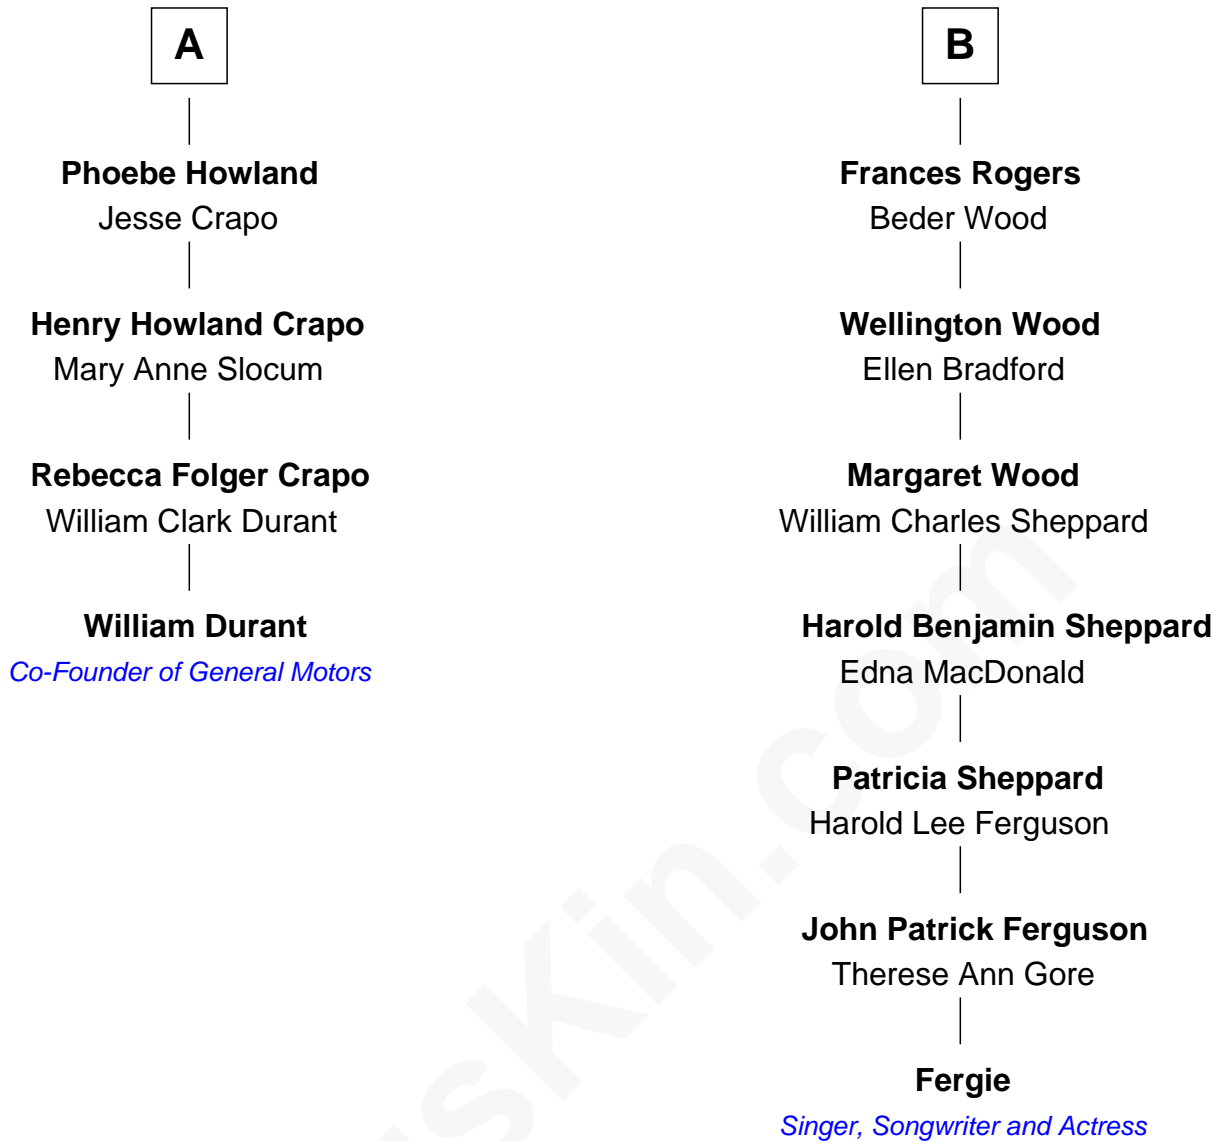 A
Phoebe Howland
Jesse Crapo
Henry Howland Crapo
Mary Anne Slocum
Rebecca Folger Crapo
William Clark Durant
William Durant
Co-Founder of General Motors
B
Frances Rogers
Beder Wood
Wellington Wood
Ellen Bradford
Margaret Wood
William Charles Sheppard
Harold Benjamin Sheppard
Edna MacDonald
Patricia Sheppard
Harold Lee Ferguson
John Patrick Ferguson
Therese Ann Gore
Fergie
Singer, Songwriter and Actress